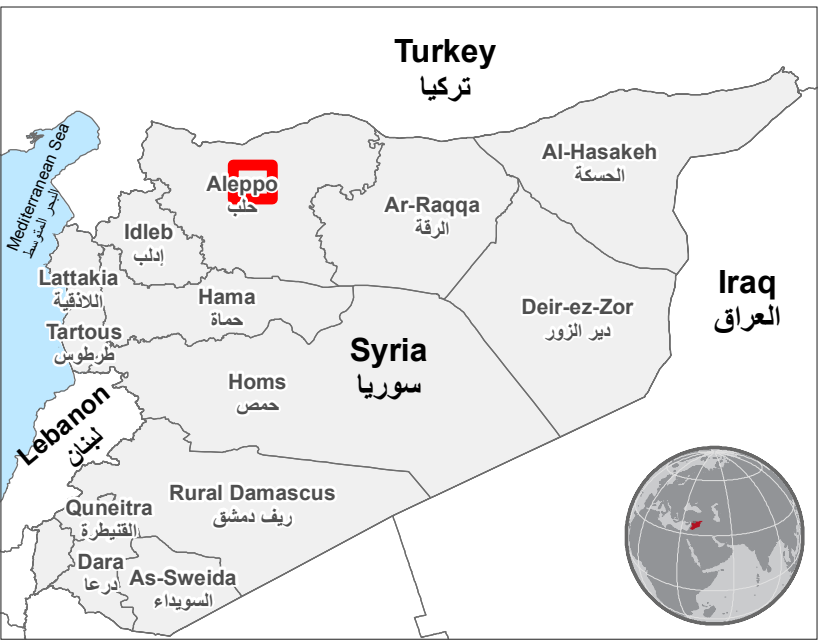 Turkey
تركيا
Mediterranean Sea
البحر المتوسط
Al-Hasakeh
الحسكة
Aleppo
حلب
Ar-Raqqa
الرقة
Idleb
إدلب
Lattakia
اللاذقية
Hama
حماة
Deir-ez-Zor
دير الزور
Iraq
العراق
Tartous
طرطوس
Syria
سوريا
Homs
حمص
Lebanon
لبنان
Rural Damascus
ريف دمشق
Quneitra
القنيطرة
Dara
درعا
As-Sweida
السويداء